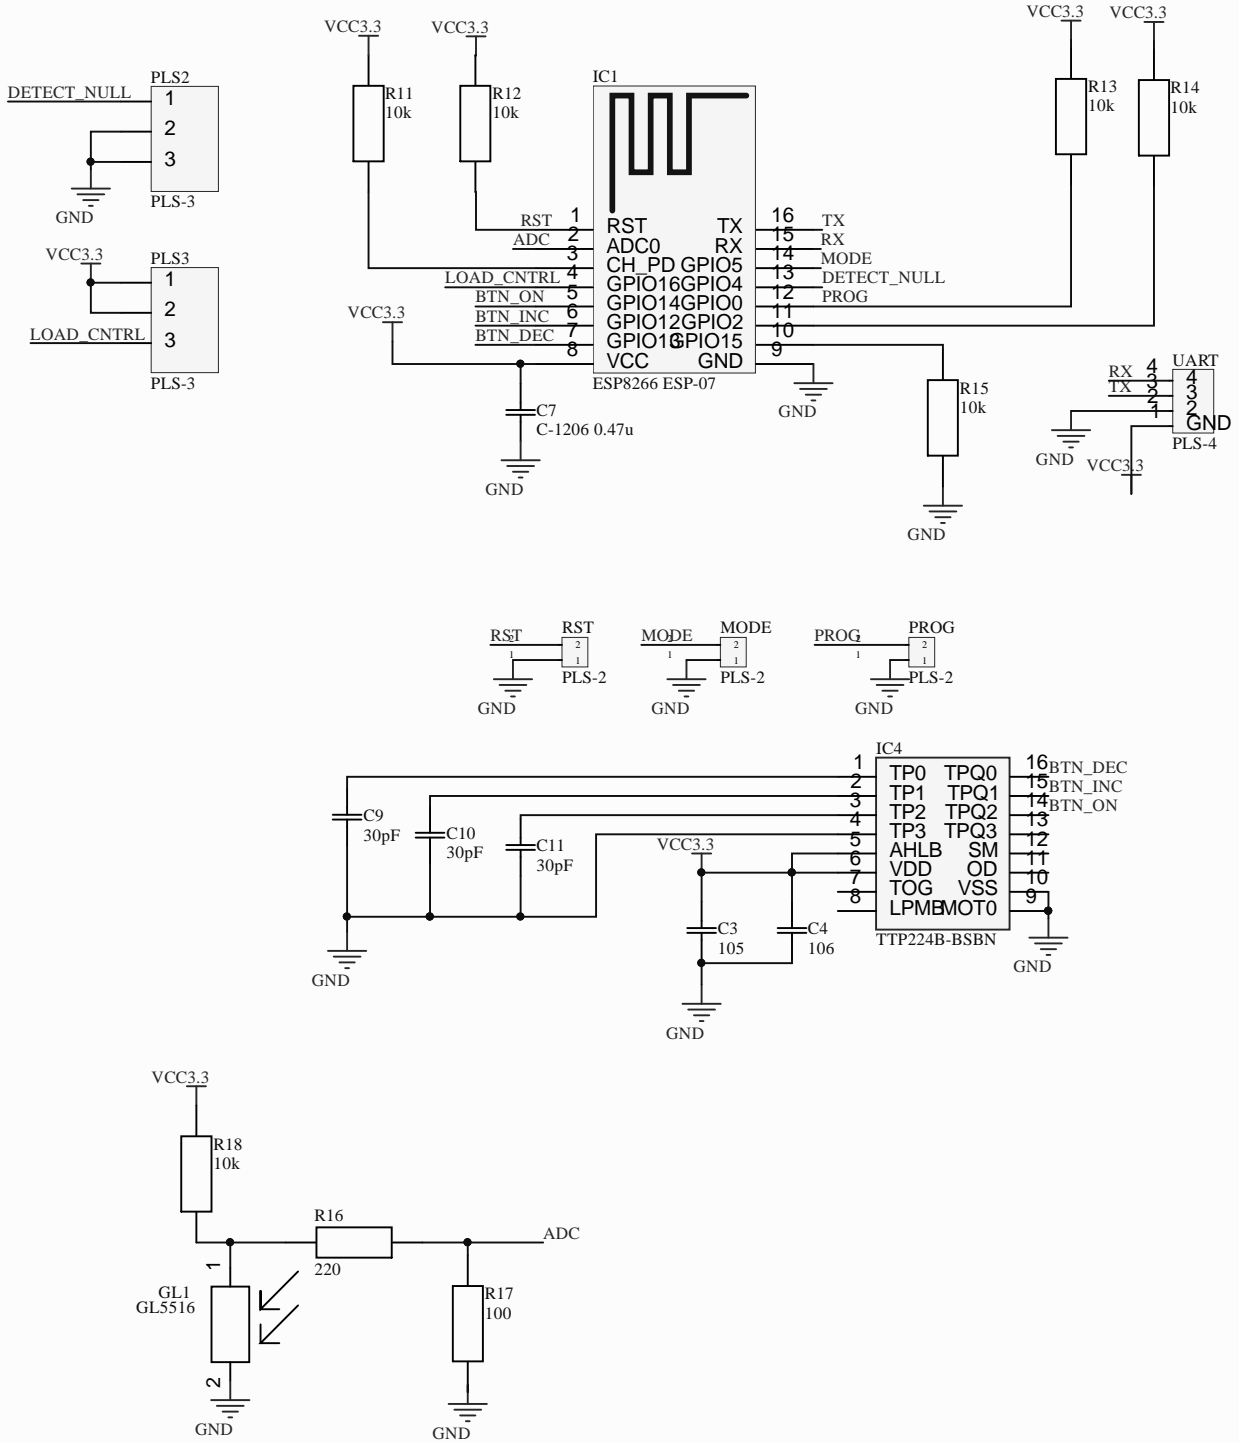 VCC3.3
VCC3.3
VCC3.3
VCC3.3
PLS2
DETECT_NULL
1
2
3
GND
PLS-3
R11
10k
R12
10k
IC1
R13
10k
R14
10k
RST
1
RST
TX
16
TX
ADC
2
ADC0
RX
15
RX
3
CH_PD
GPIO5
14
MODE
LOAD_CNTRL
4
GPIO16
GPIO4
13
DETECT_NULL
BTN_ON
5
GPIO14
GPIO0
12
PROG
BTN_INC
6
GPIO12
GPIO2
11
BTN_DEC
7
GPIO13
GPIO15
10
8
VCC
GND
9
ESP8266 ESP-07
VCC3.3
PLS3
1
2
LOAD_CNTRL
3
PLS-3
VCC3.3
C7
C-1206 0.47u
GND
GND
R15
10k
GND
UART
RX
4
4
TX
3
3
2
2
1
GND
PLS-4
GND
VCC3.3
RST
2
1
RST
2
1
PLS-2
GND
MODE
2
1
MODE
2
1
PLS-2
GND
PROG
2
1
PROG
2
1
PLS-2
GND
IC4
1
TP0
TPQ0
16
BTN_DEC
2
TP1
TPQ1
15
BTN_INC
3
TP2
TPQ2
14
BTN_ON
4
TP3
TPQ3
13
5
AHLB
SM
12
6
VDD
OD
11
7
TOG
VSS
10
8
LPMB
MOT0
9
TTP224B-BSBN
C9
30pF
C10
30pF
C11
30pF
GND
VCC3.3
C3
105
C4
106
GND
GND
VCC3.3
R18
10k
R16
220
ADC
1
GL1
GL5516
2
GND
R17
100
GND